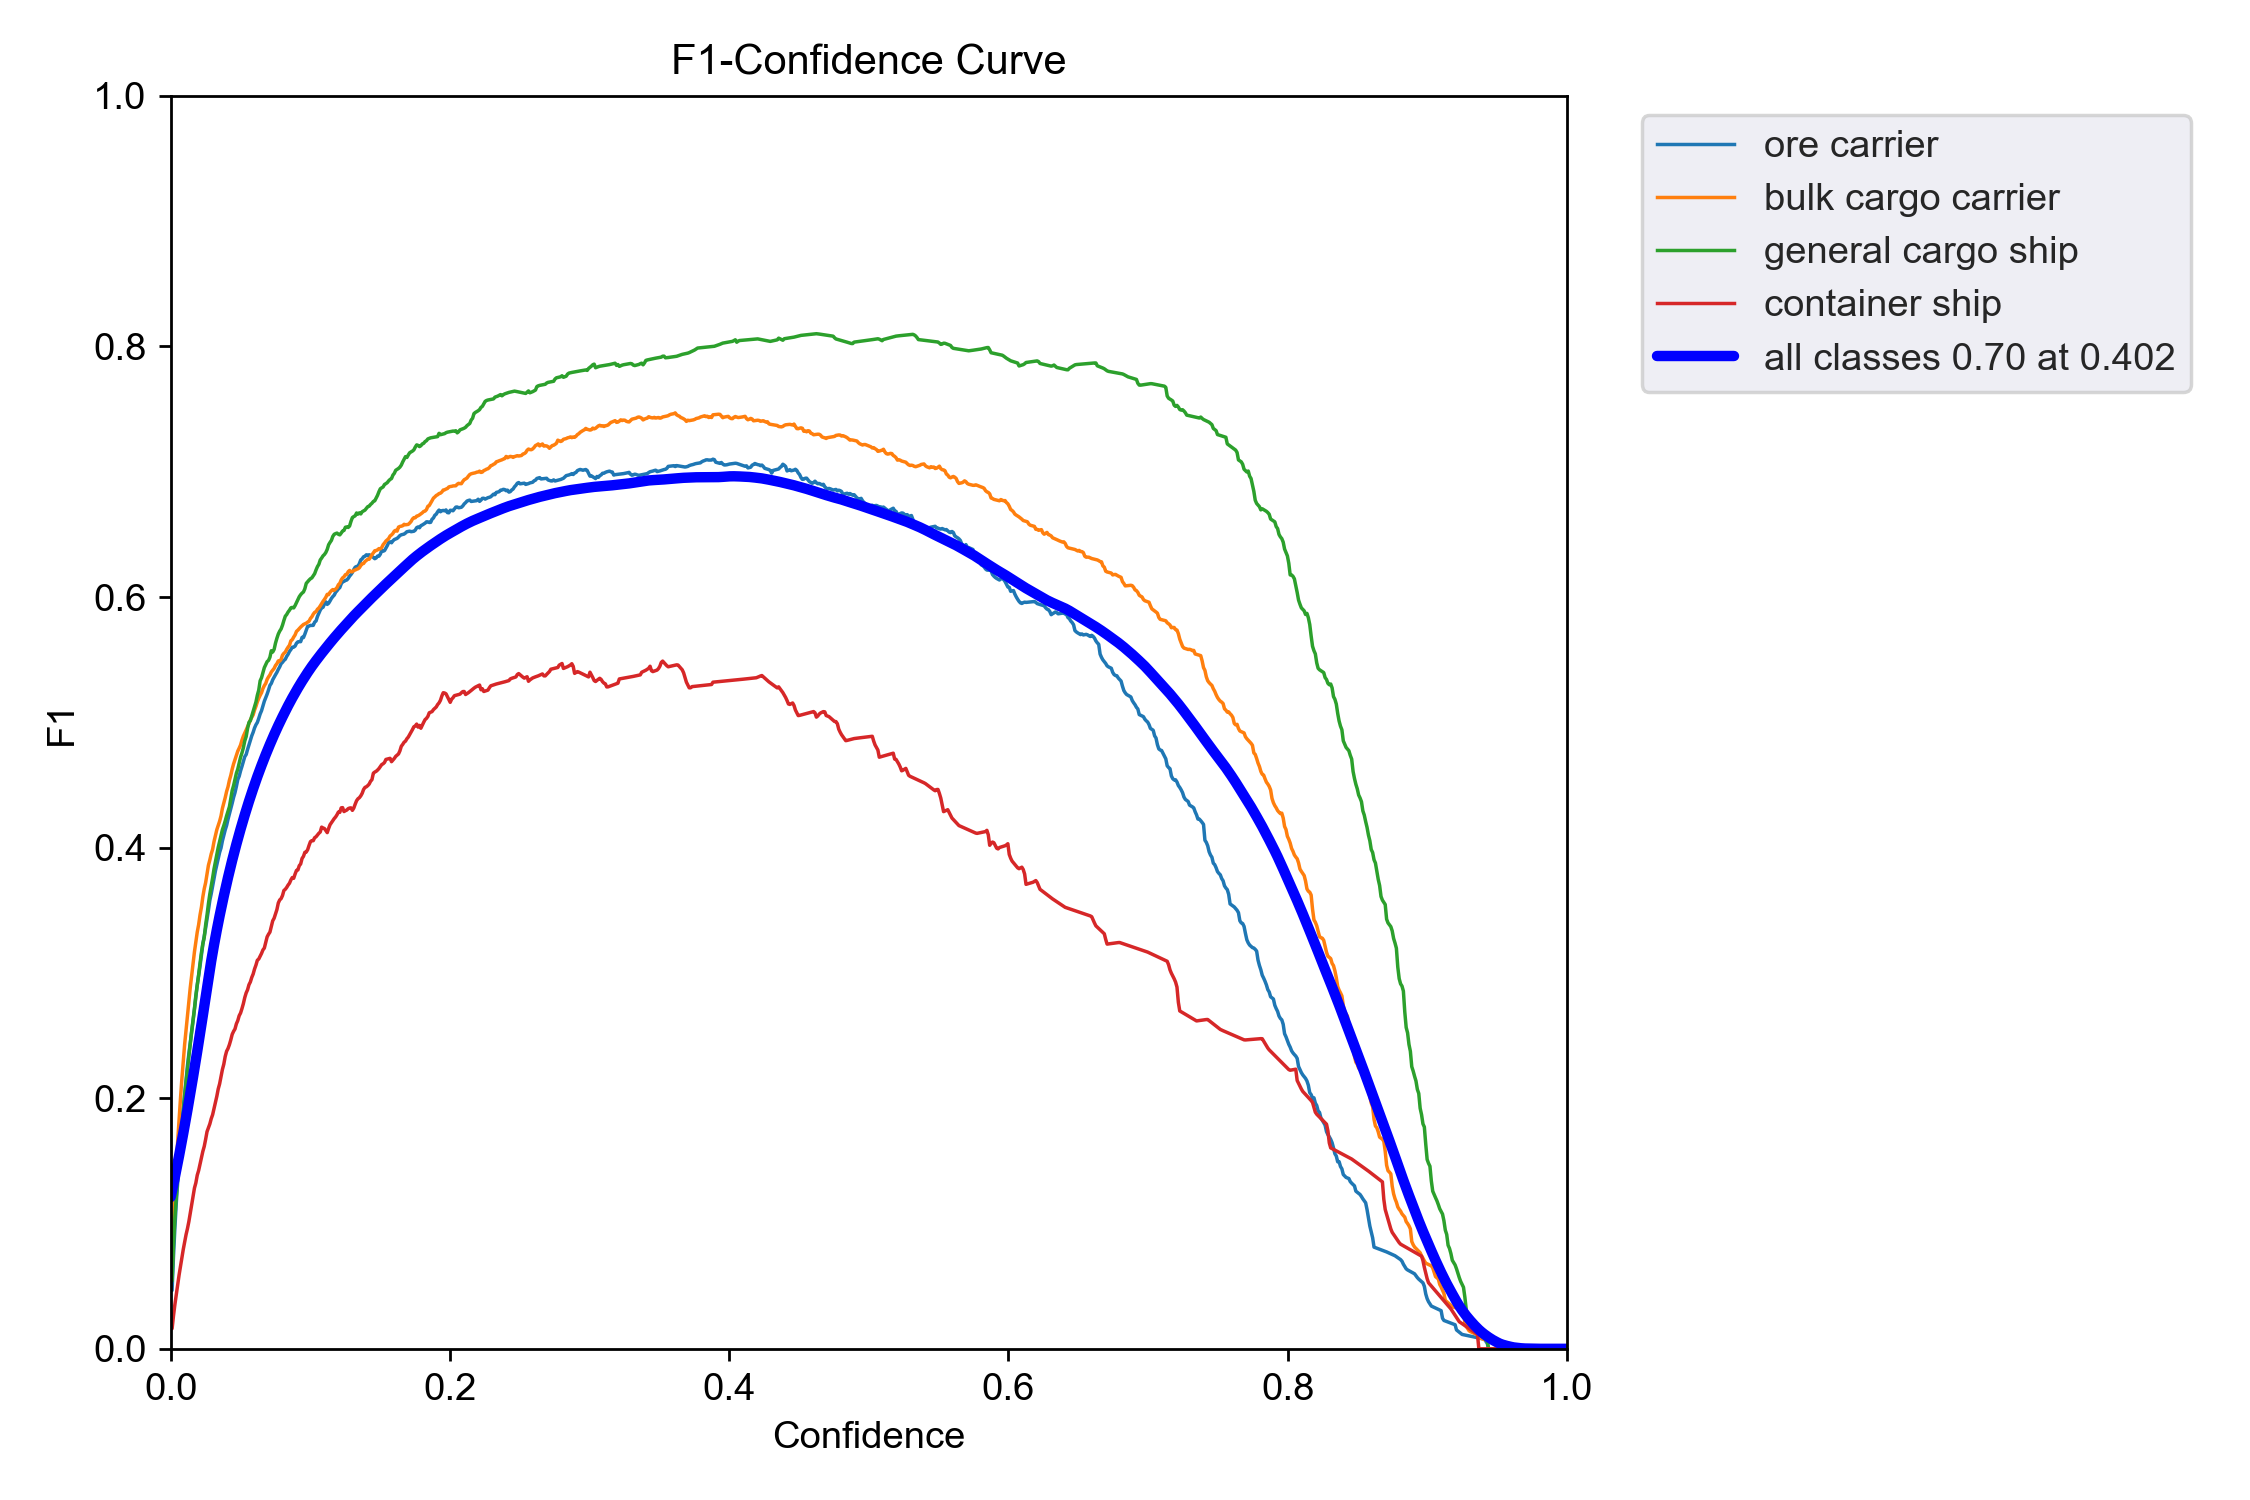 F1-Confidence Curve
1.0
0.8
0.6
0.4
0.2
0.0
F1
0.0 0.2 0.4 0.6 0.8 1.0
Confidence
ore carrier
bulk cargo carrier
general cargo ship
container ship
all classes 0.70 at 0.402